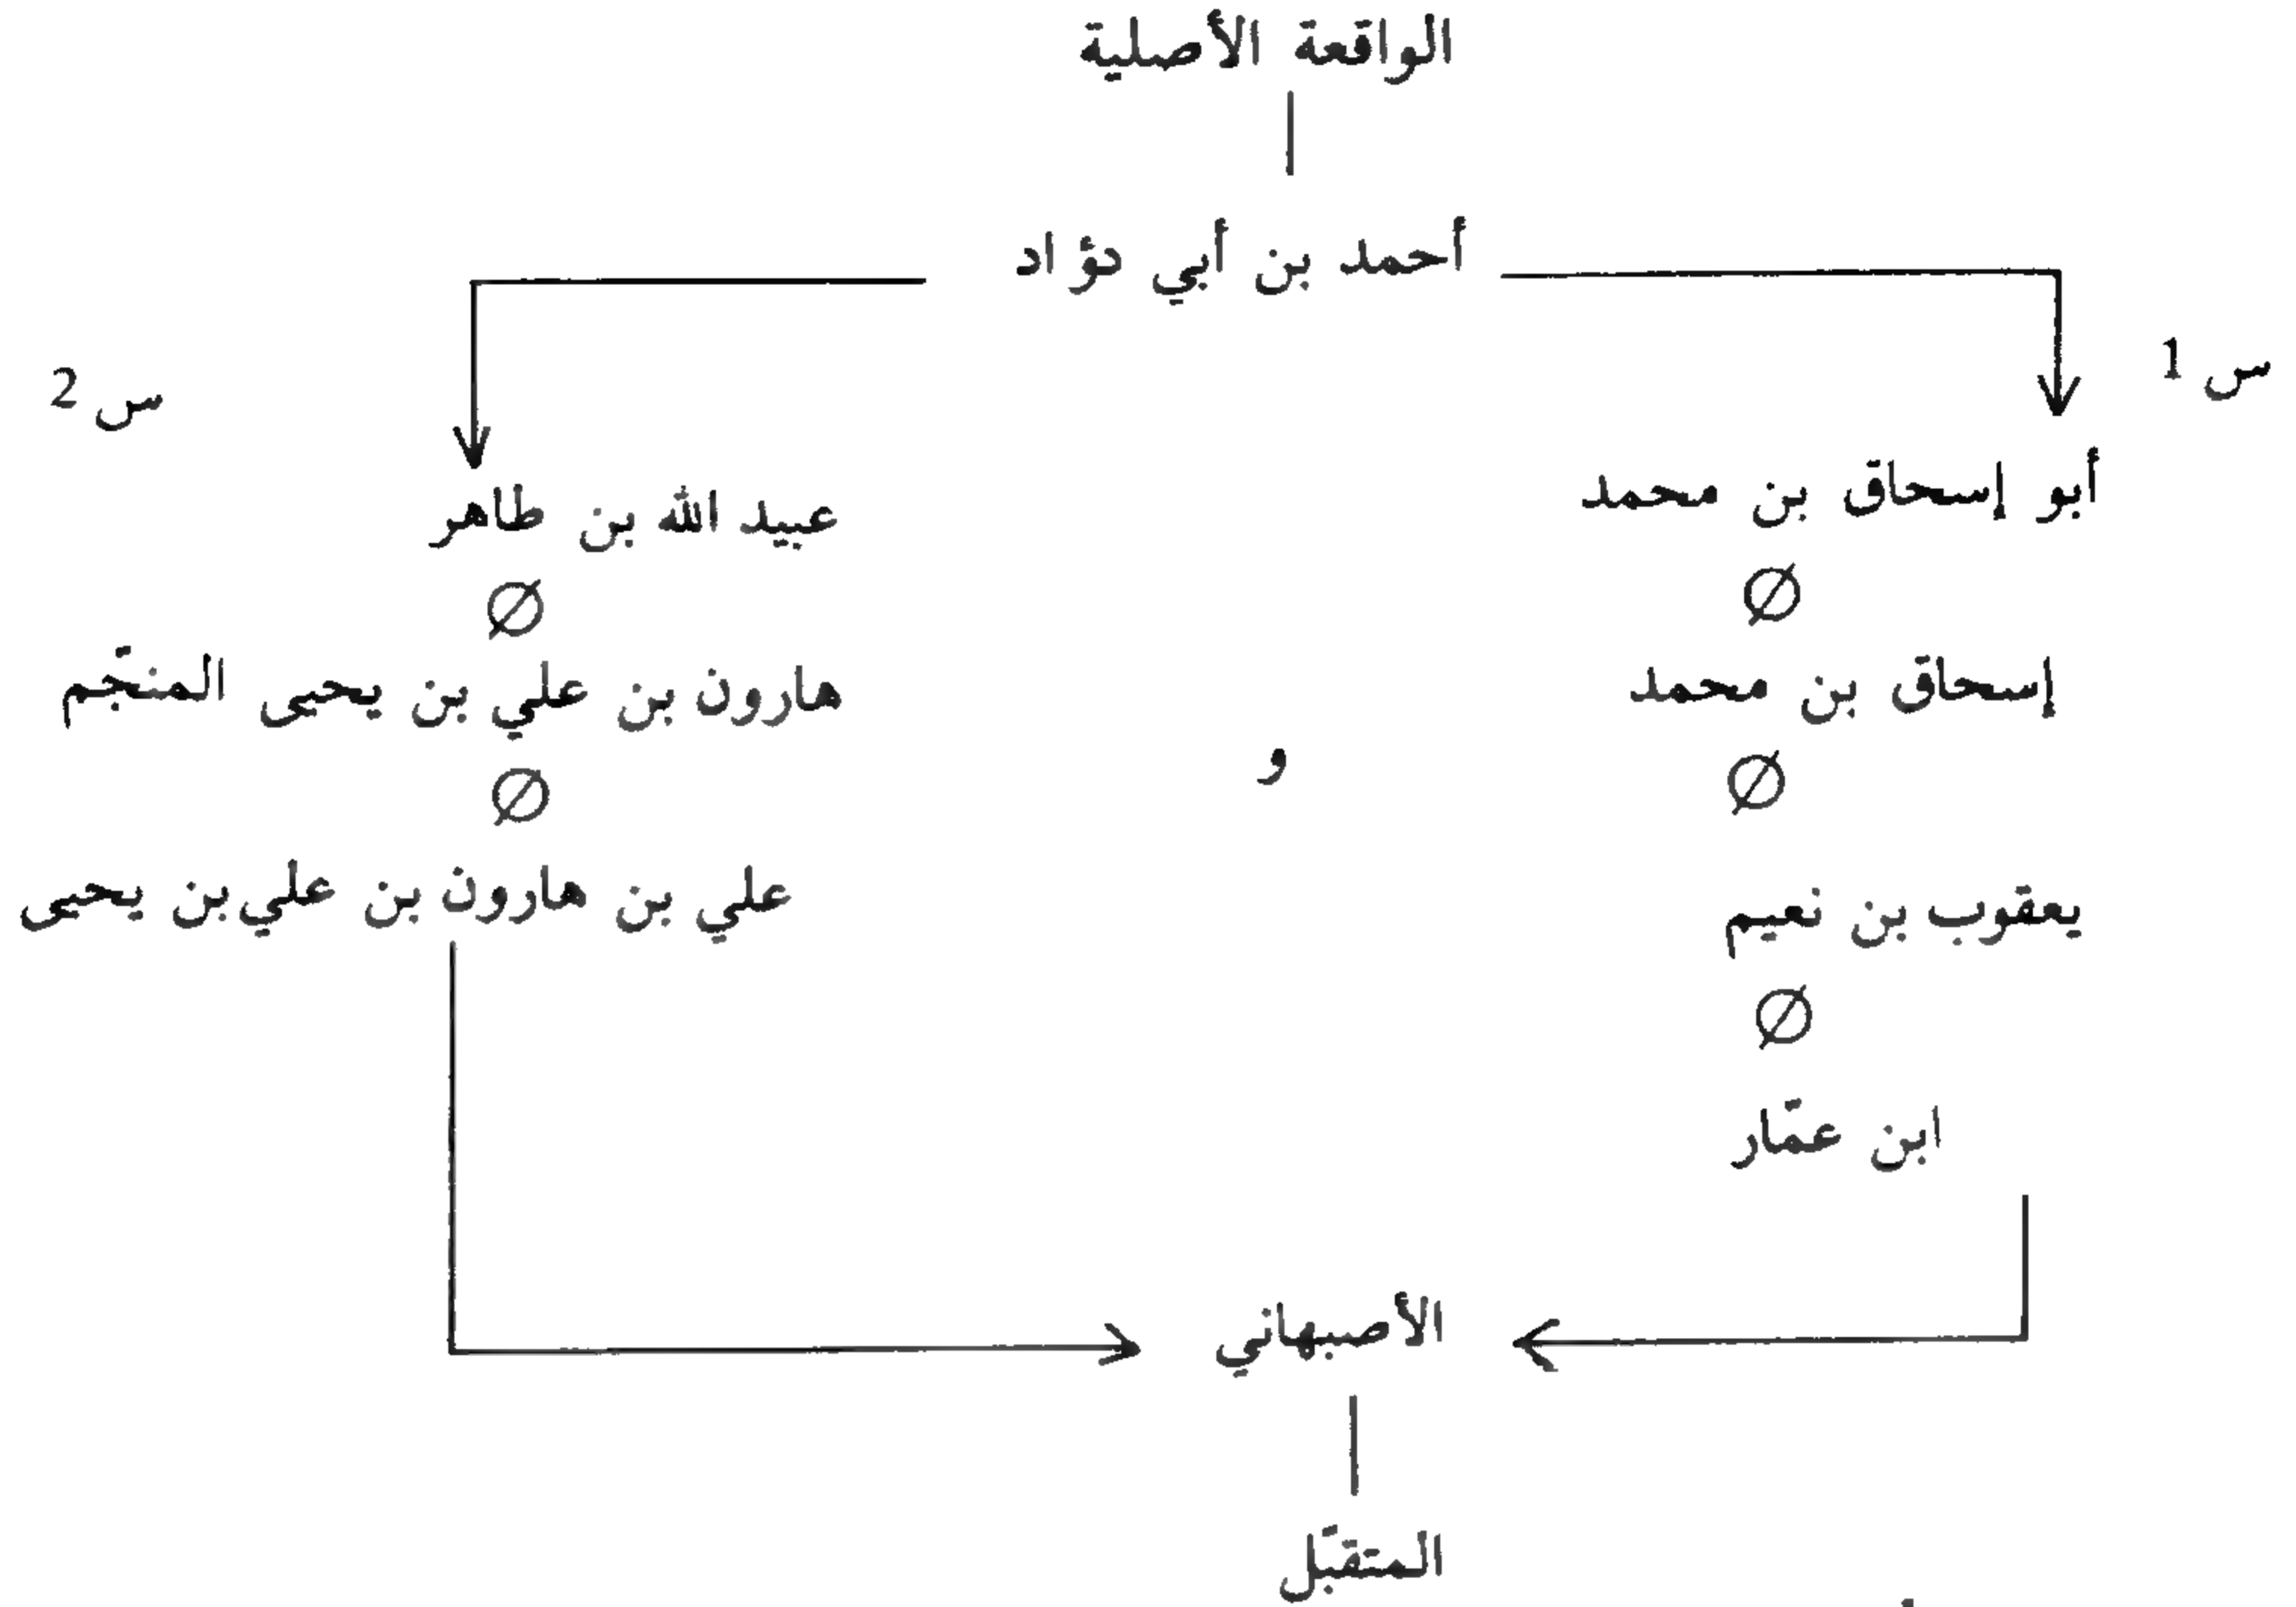 الواقعة الأصلية
أحمد بن أبي دؤاد
س 1
س 2
أبو إسحاق بن محمد
Ø
إسحاق بن محمد
Ø
يعقوب بن نعيم
Ø
ابن عمّار
و
عبيد الله بن طاهر
Ø
هارون بن علي بن يحيى المنجّم
Ø
علي بن هارون بن علي بن يحيى
الأصبهاني
المتقبّل